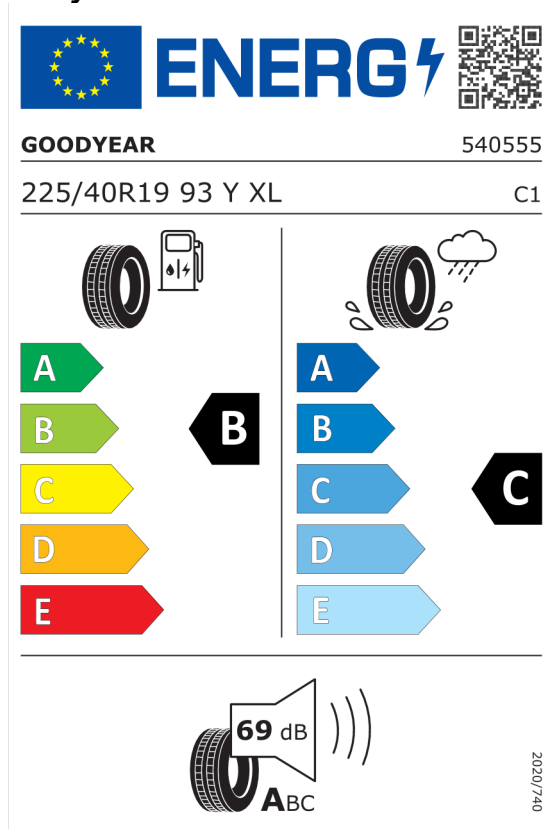 ENERG
GOODYEAR 540555
225/40R19 93 Y XL C1
A A
B B B
C C C
D D
E E
69 dB
ABC
2020/740